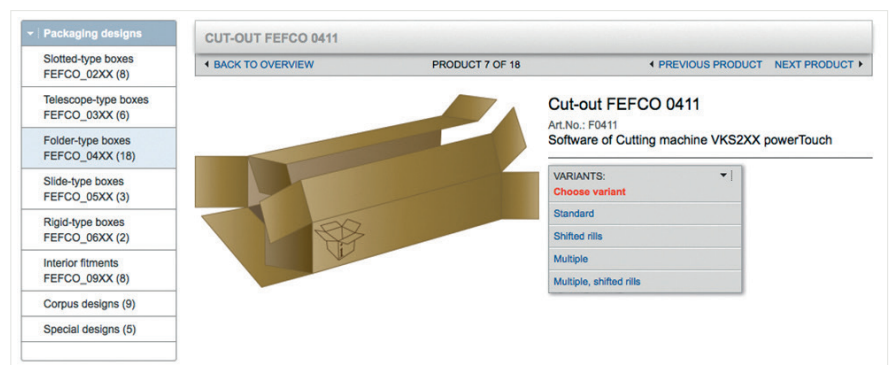 Packaging designs
Slotted-type boxes
FEFCO_02XX (8)
Telescope-type boxes
FEFCO_03XX (6)
Folder-type boxes
FEFCO_04XX (18)
Slide-type boxes
FEFCO_05XX (3)
Rigid-type boxes
FEFCO_06XX (2)
Interior fitments
FEFCO_09XX (8)
Corpus designs (9)
Special designs (5)
CUT-OUT FEFCO 0411
BACK TO OVERVIEW PRODUCT 7 OF 18 PREVIOUS PRODUCT NEXT PRODUCT
Cut-out FEFCO 0411
Art.No.: F0411
Software of Cutting machine VKS2XX powerTouch
VARIANTS:
Choose variant
Standard
Shifted rills
Multiple
Multiple, shifted rills